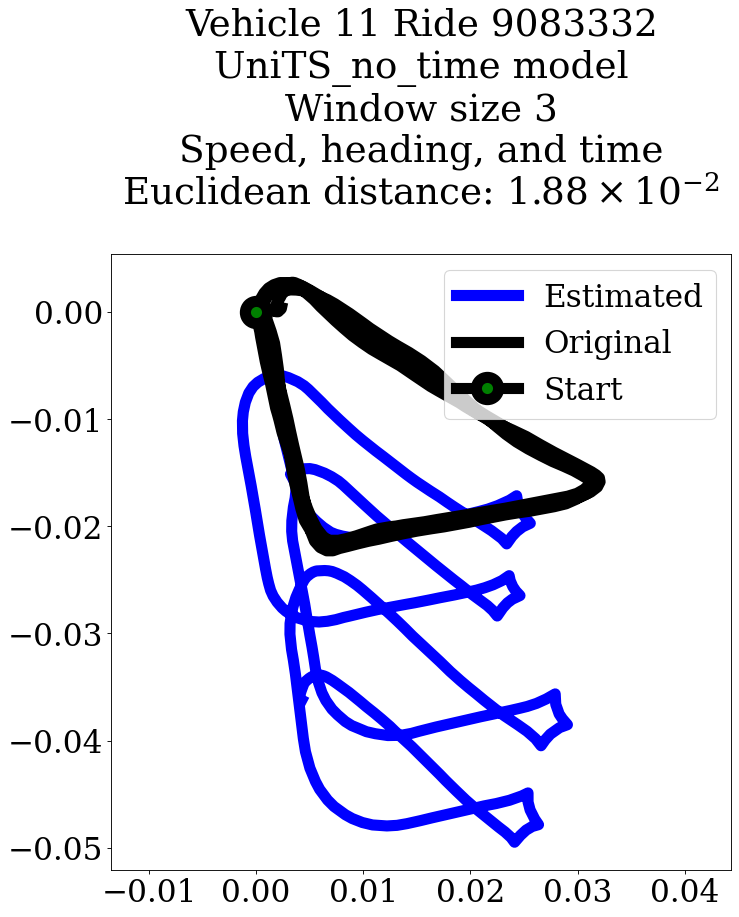 Vehicle 11 Ride 9083332
UniTS_no_time model
Window size 3
Speed, heading, and time
Euclidean distance: 1.88 × 10⁻²
Estimated
Original
Start
0.00
−0.01
−0.02
−0.03
−0.04
−0.05
−0.01 0.00 0.01 0.02 0.03 0.04